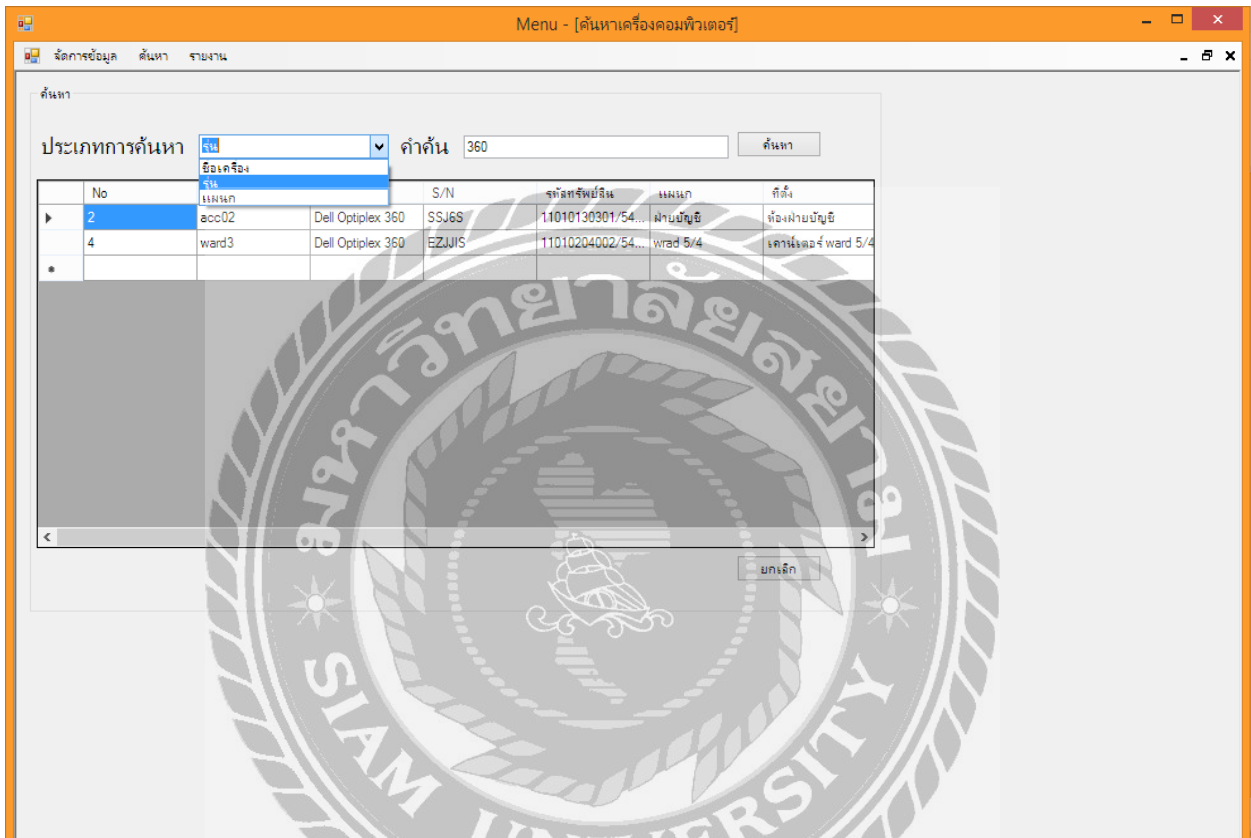 Menu - [ค้นหาเครื่องคอมพิวเตอร์]
จัดการข้อมูล ค้นหา รายงาน
ค้นหา
ประเภทการค้นหา รุ่น คำค้น 360 ค้นหา
ชื่อเครื่อง
รุ่น
แผนก
No S/N รหัสทรัพย์สิน แผนก ที่ตั้ง
2 acc02 Dell Optiplex 360 SSJ6S 11010130301/54... ฝ่ายบัญชี ห้องฝ่ายบัญชี
4 ward3 Dell Optiplex 360 EZJJIS 11010204002/54... wrad 5/4 เคาน์เตอร์ ward 5/4
ยกเลิก
มหาวิทยาลัยสยาม
SIAM UNIVERSITY